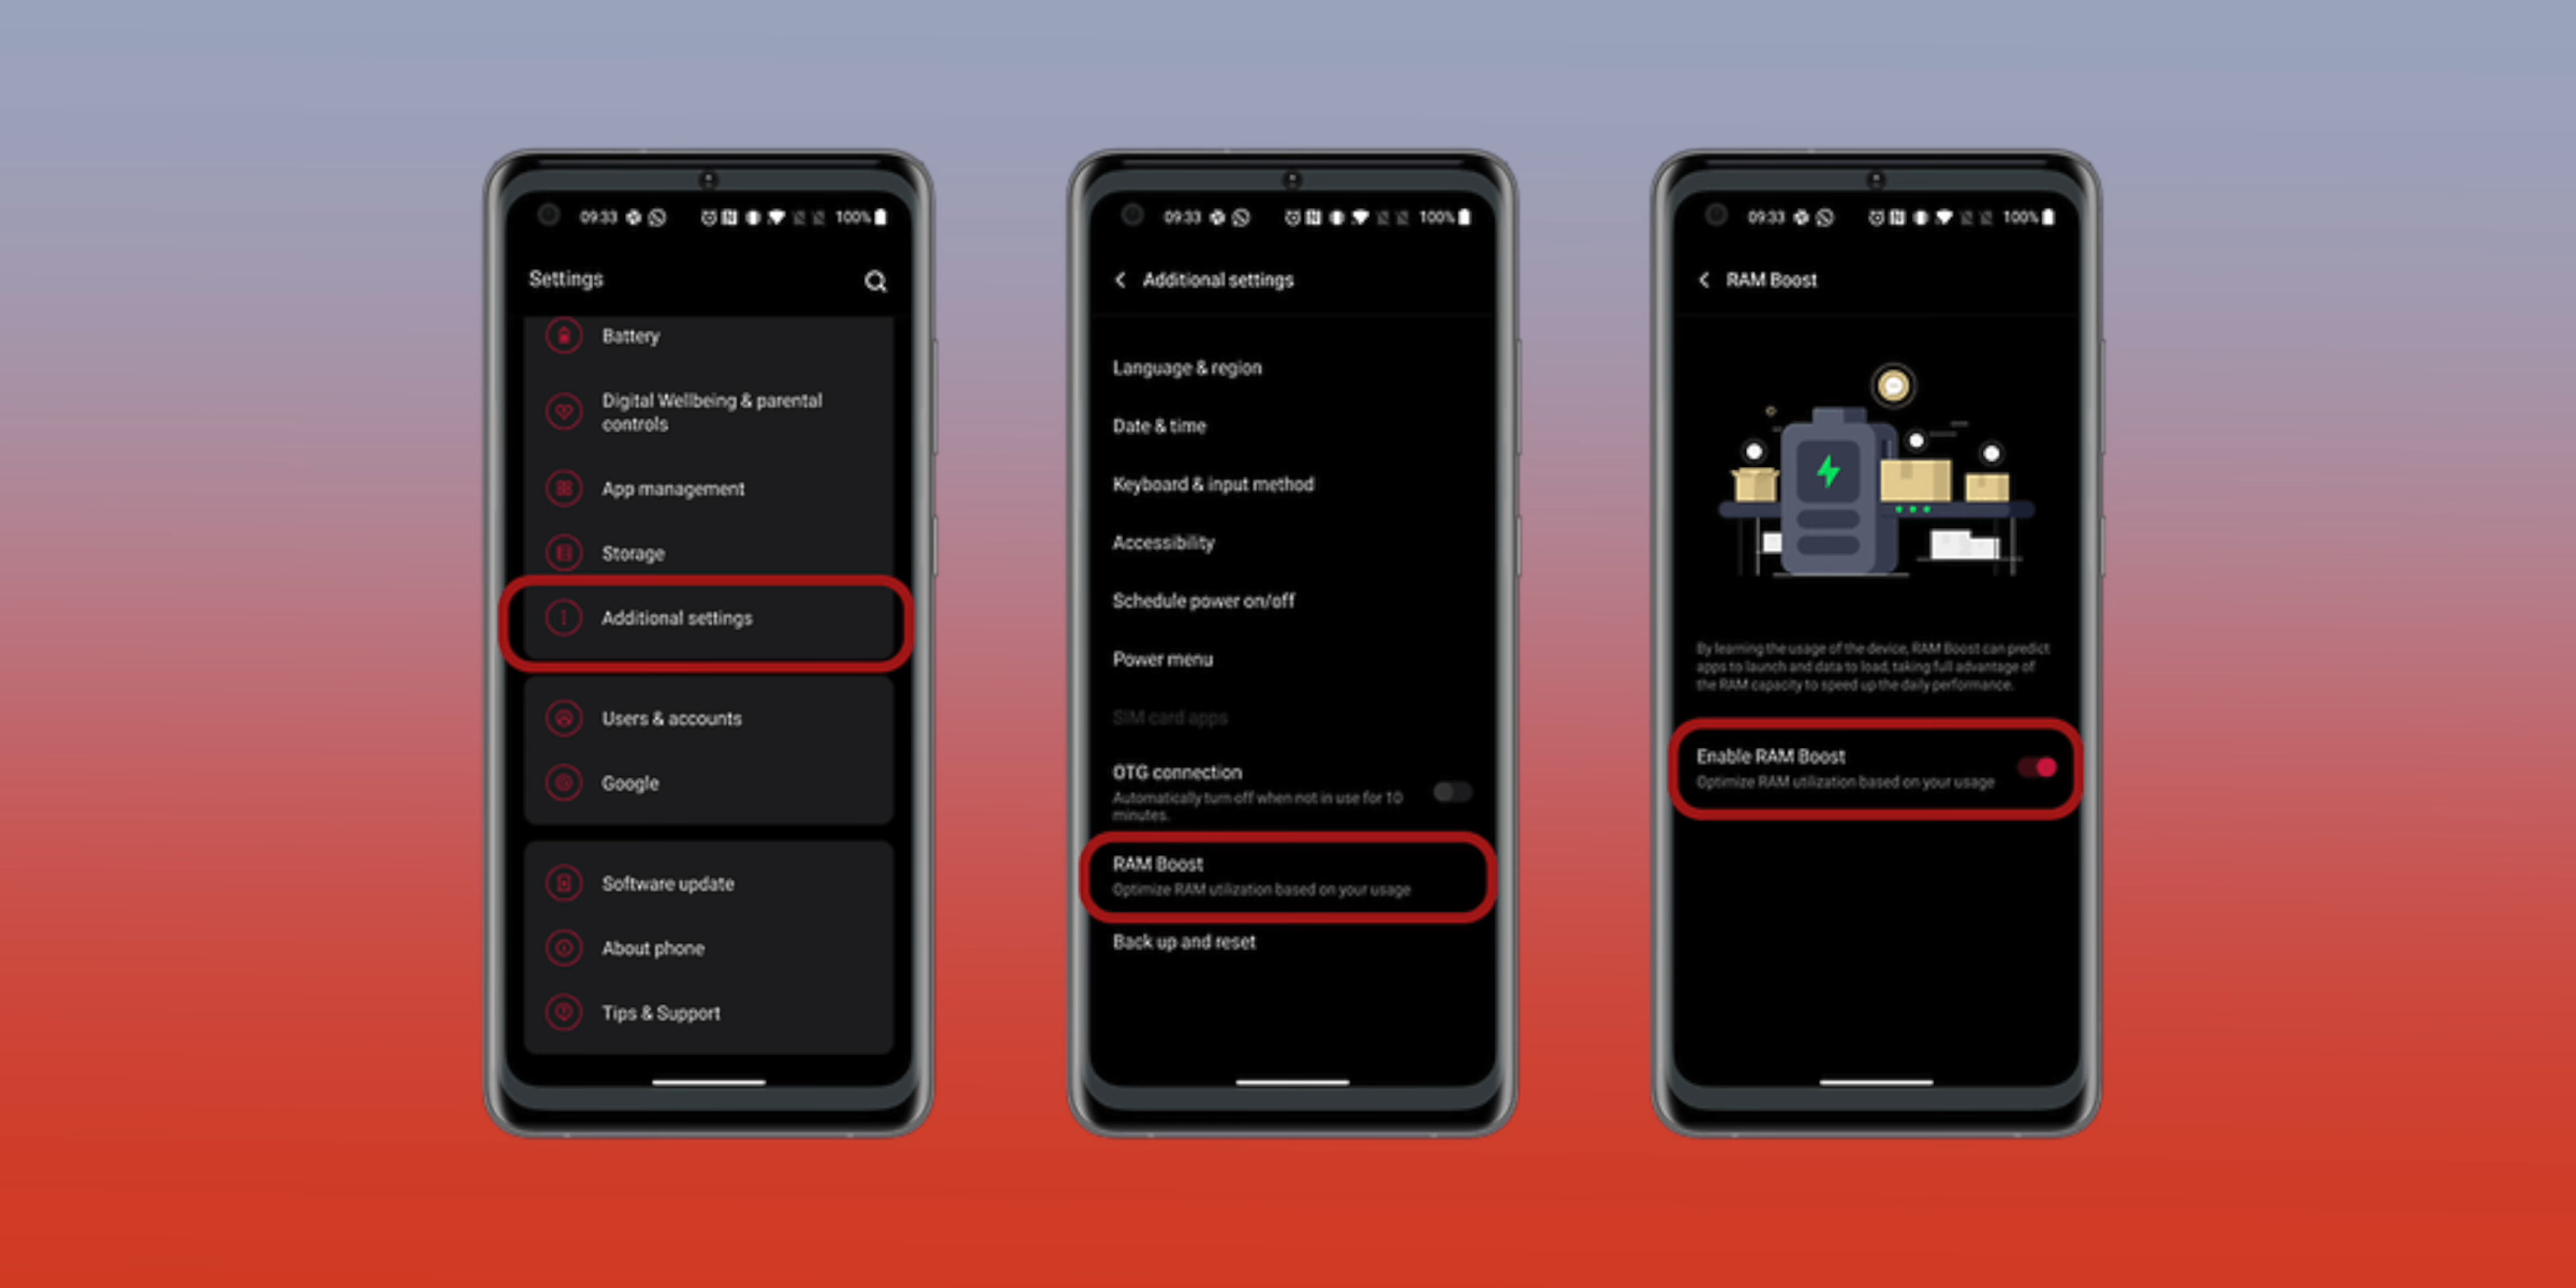 09:33
100%
Settings
Battery
Digital Wellbeing & parental
controls
App management
Storage
Additional settings
Users & accounts
Google
Software update
About phone
Tips & Support
09:33
100%
Additional settings
Language & region
Date & time
Keyboard & input method
Accessibility
Schedule power on/off
Power menu
SIM card apps
OTG connection
Automatically turn off when not in use for 10
minutes.
RAM Boost
Optimize RAM utilization based on your usage
Back up and reset
09:33
100%
RAM Boost
By learning the usage of the device, RAM Boost can predict
apps to launch and data to load, taking full advantage of
the RAM capacity to speed up the daily performance.
Enable RAM Boost
Optimize RAM utilization based on your usage